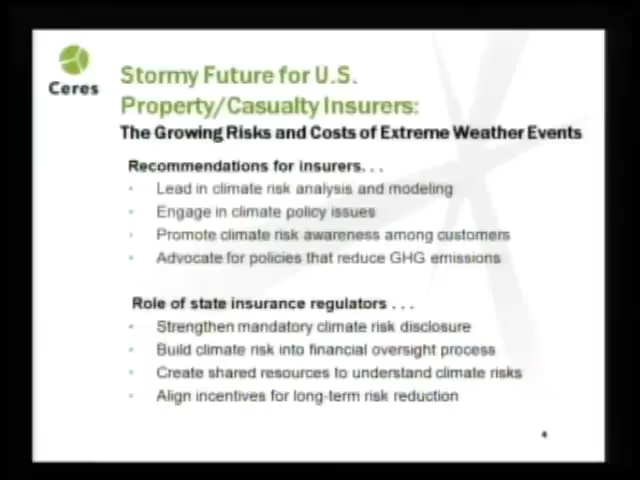 Ceres
Stormy Future for U.S.
Property/Casualty Insurers:
The Growing Risks and Costs of Extreme Weather Events
Recommendations for insurers. . .
• Lead in climate risk analysis and modeling
• Engage in climate policy issues
• Promote climate risk awareness among customers
• Advocate for policies that reduce GHG emissions
Role of state insurance regulators . . .
• Strengthen mandatory climate risk disclosure
• Build climate risk into financial oversight process
• Create shared resources to understand climate risks
• Align incentives for long-term risk reduction
4